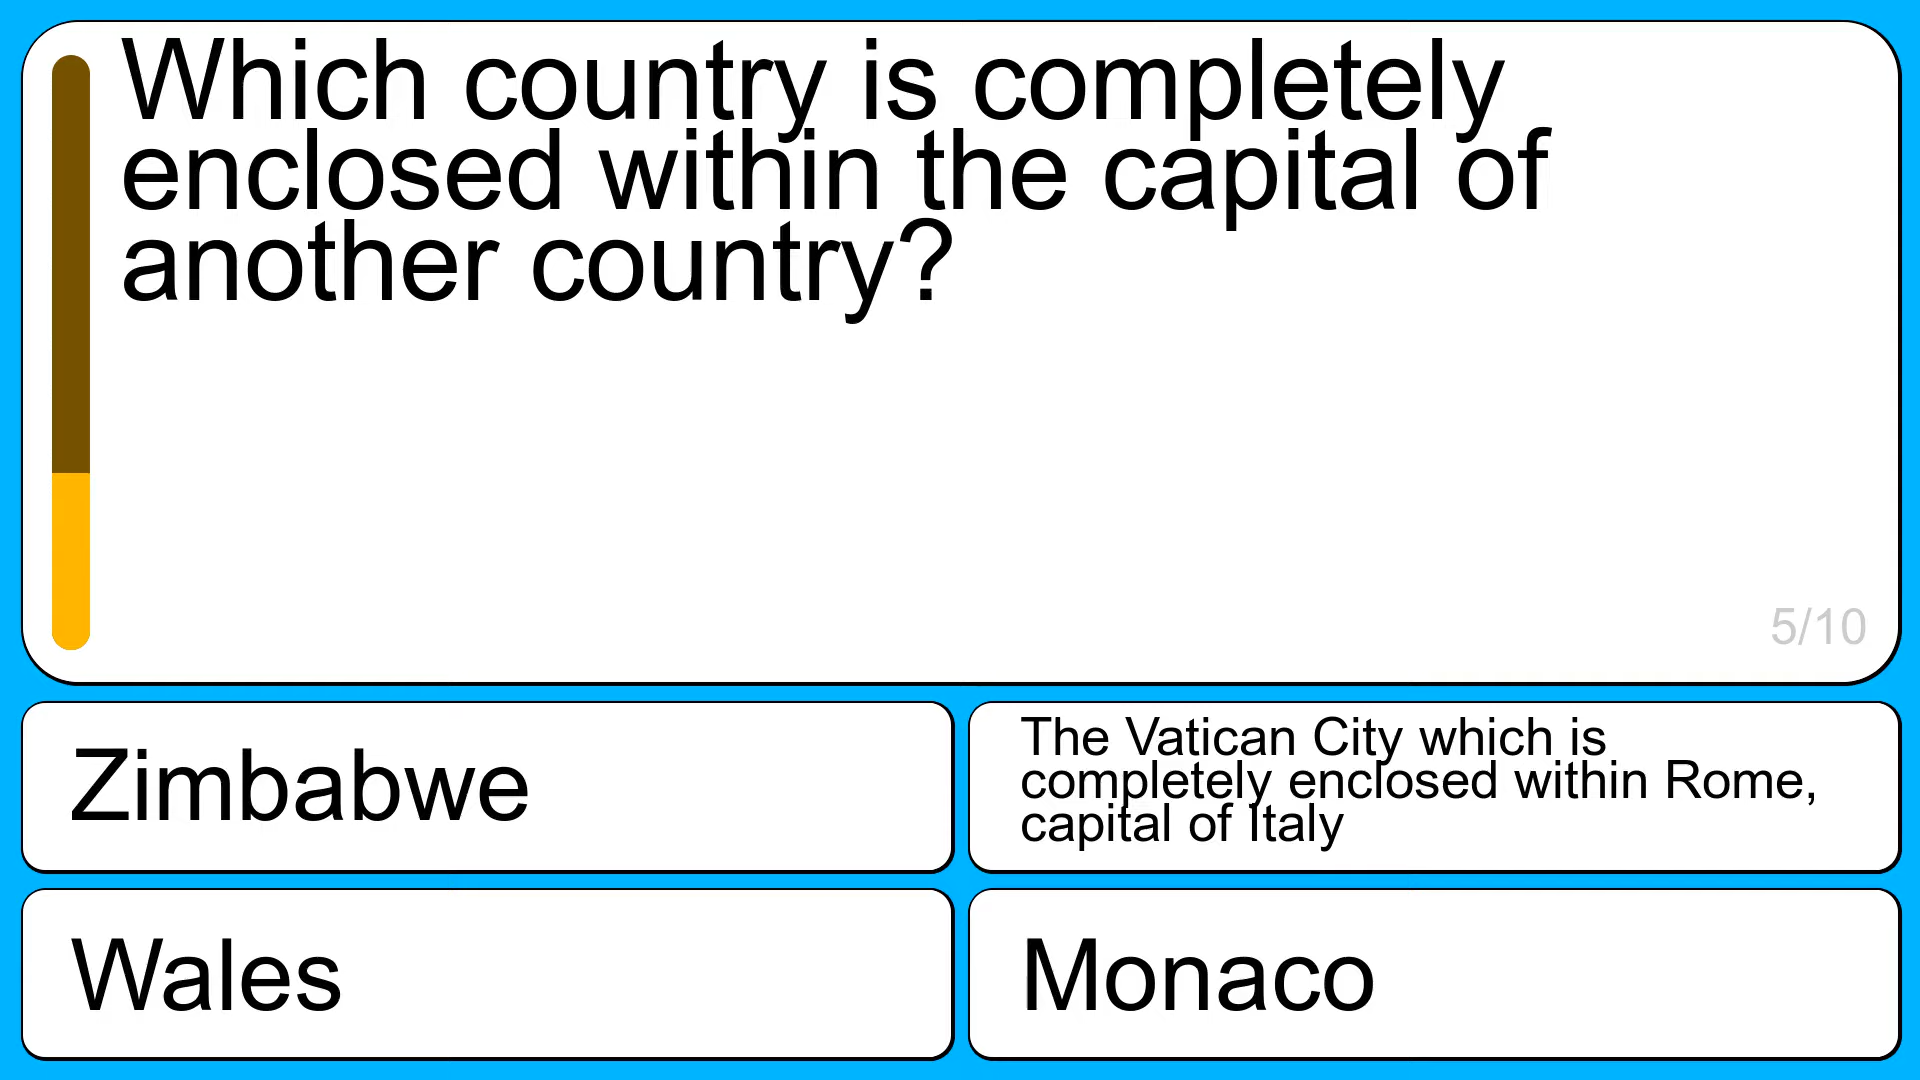 Which country is completely
enclosed within the capital of
another country?
5/10
Zimbabwe
The Vatican City which is
completely enclosed within Rome,
capital of Italy
Wales
Monaco